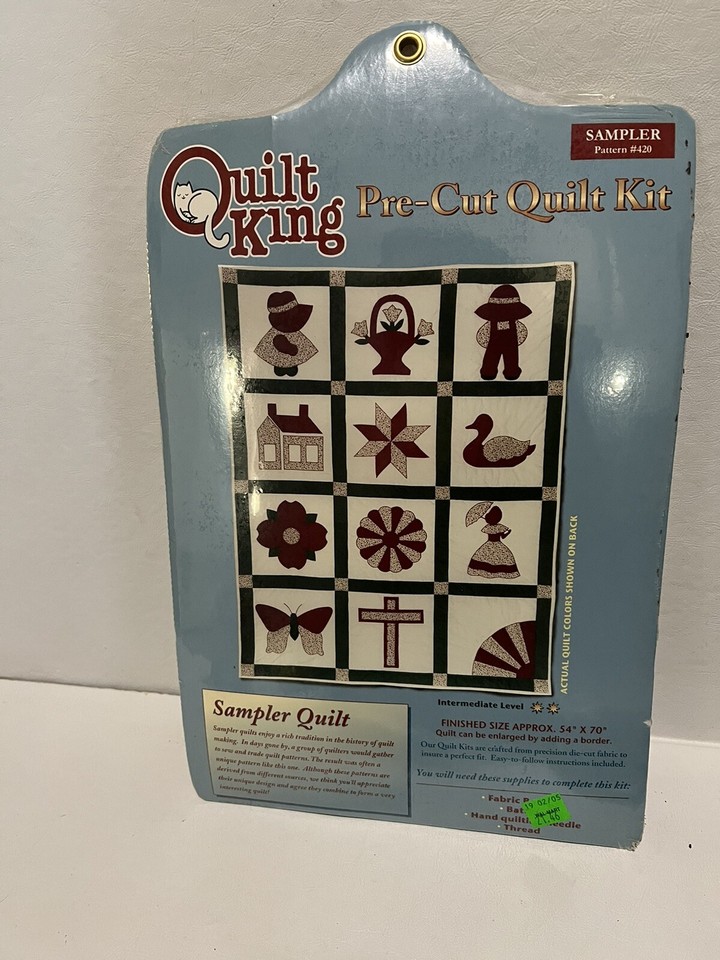 SAMPLER
Pattern #420
Quilt
King
Pre-Cut Quilt Kit
ACTUAL QUILT COLORS SHOWN ON BACK
Sampler Quilt
Sampler quilts enjoy a rich tradition in the history of quilt
making. In days gone by, a group of quilters would gather
to sew and trade quilt patterns. The result was often a
unique pattern like this one. Although these patterns are
derived from different sources, we think you'll appreciate
their unique design and agree they combine to form a very
interesting quilt!
Intermediate Level
FINISHED SIZE APPROX. 54" X 70"
Quilt can be enlarged by adding a border.
Our Quilt Kits are crafted from precision die-cut fabric to
insure a perfect fit. Easy-to-follow instructions included.
You will need these supplies to complete this kit:
• Fabric
• Hand needle
• Thread
19/02/05
WAL-MART